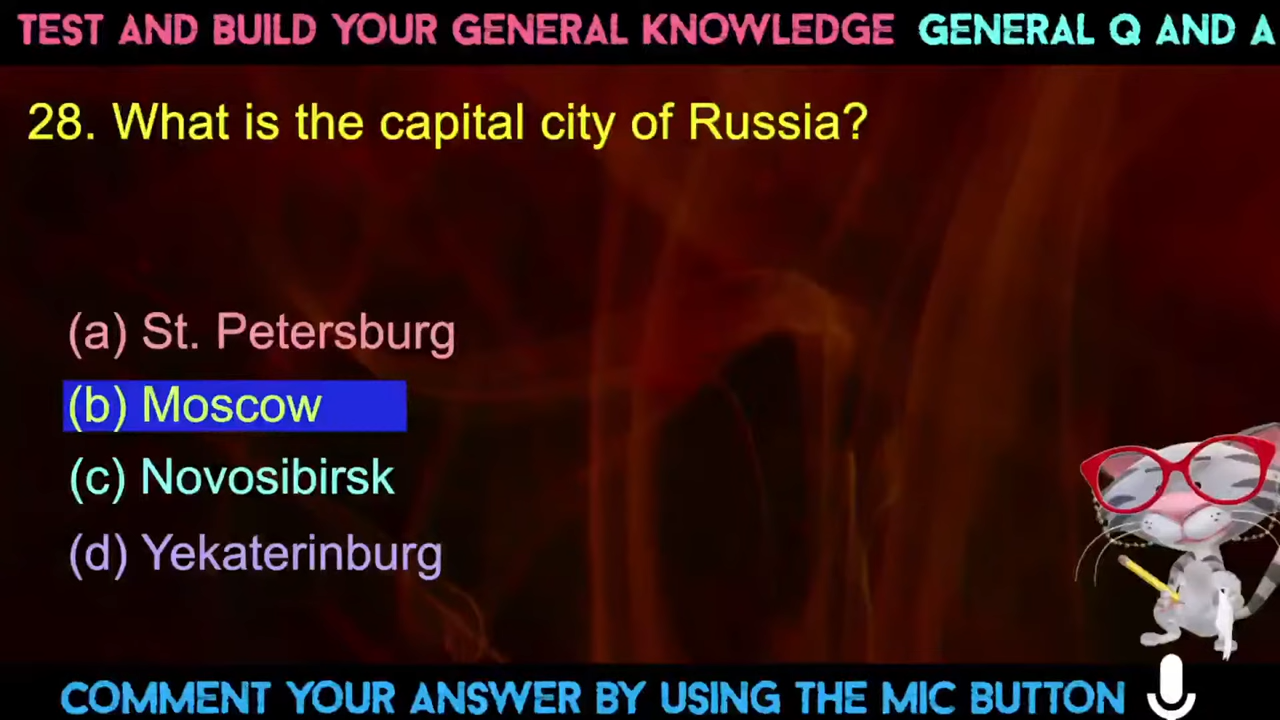 TEST AND BUILD YOUR GENERAL KNOWLEDGE GENERAL Q AND A
28. What is the capital city of Russia?
(a) St. Petersburg
(b) Moscow
(c) Novosibirsk
(d) Yekaterinburg
COMMENT YOUR ANSWER BY USING THE MIC BUTTON